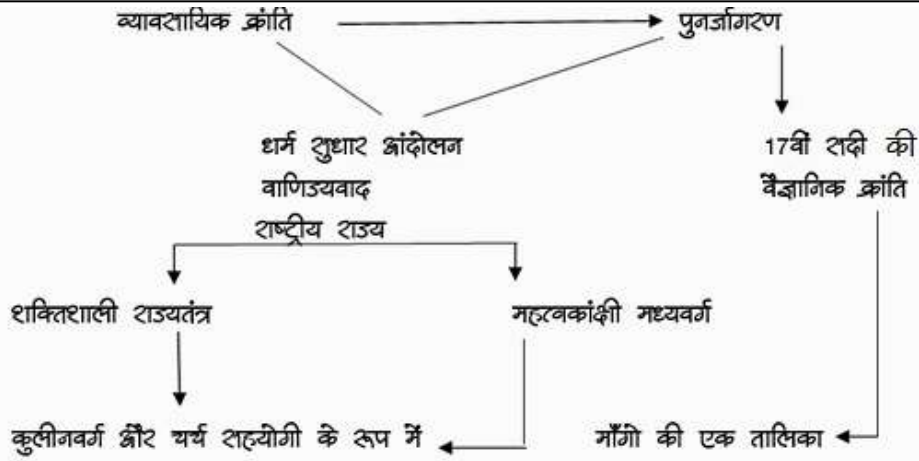 व्यावसायिक क्रांति
पुनर्जागरण
धर्म सुधार आंदोलन
वाणिज्यवाद
राष्ट्रीय राज्य
17वीं सदी की
वैज्ञानिक क्रांति
शक्तिशाली राज्यतंत्र
महत्वकांक्षी मध्यवर्ग
कुलीनवर्ग और चर्च सहयोगी के रूप में
माँगो की एक तालिका